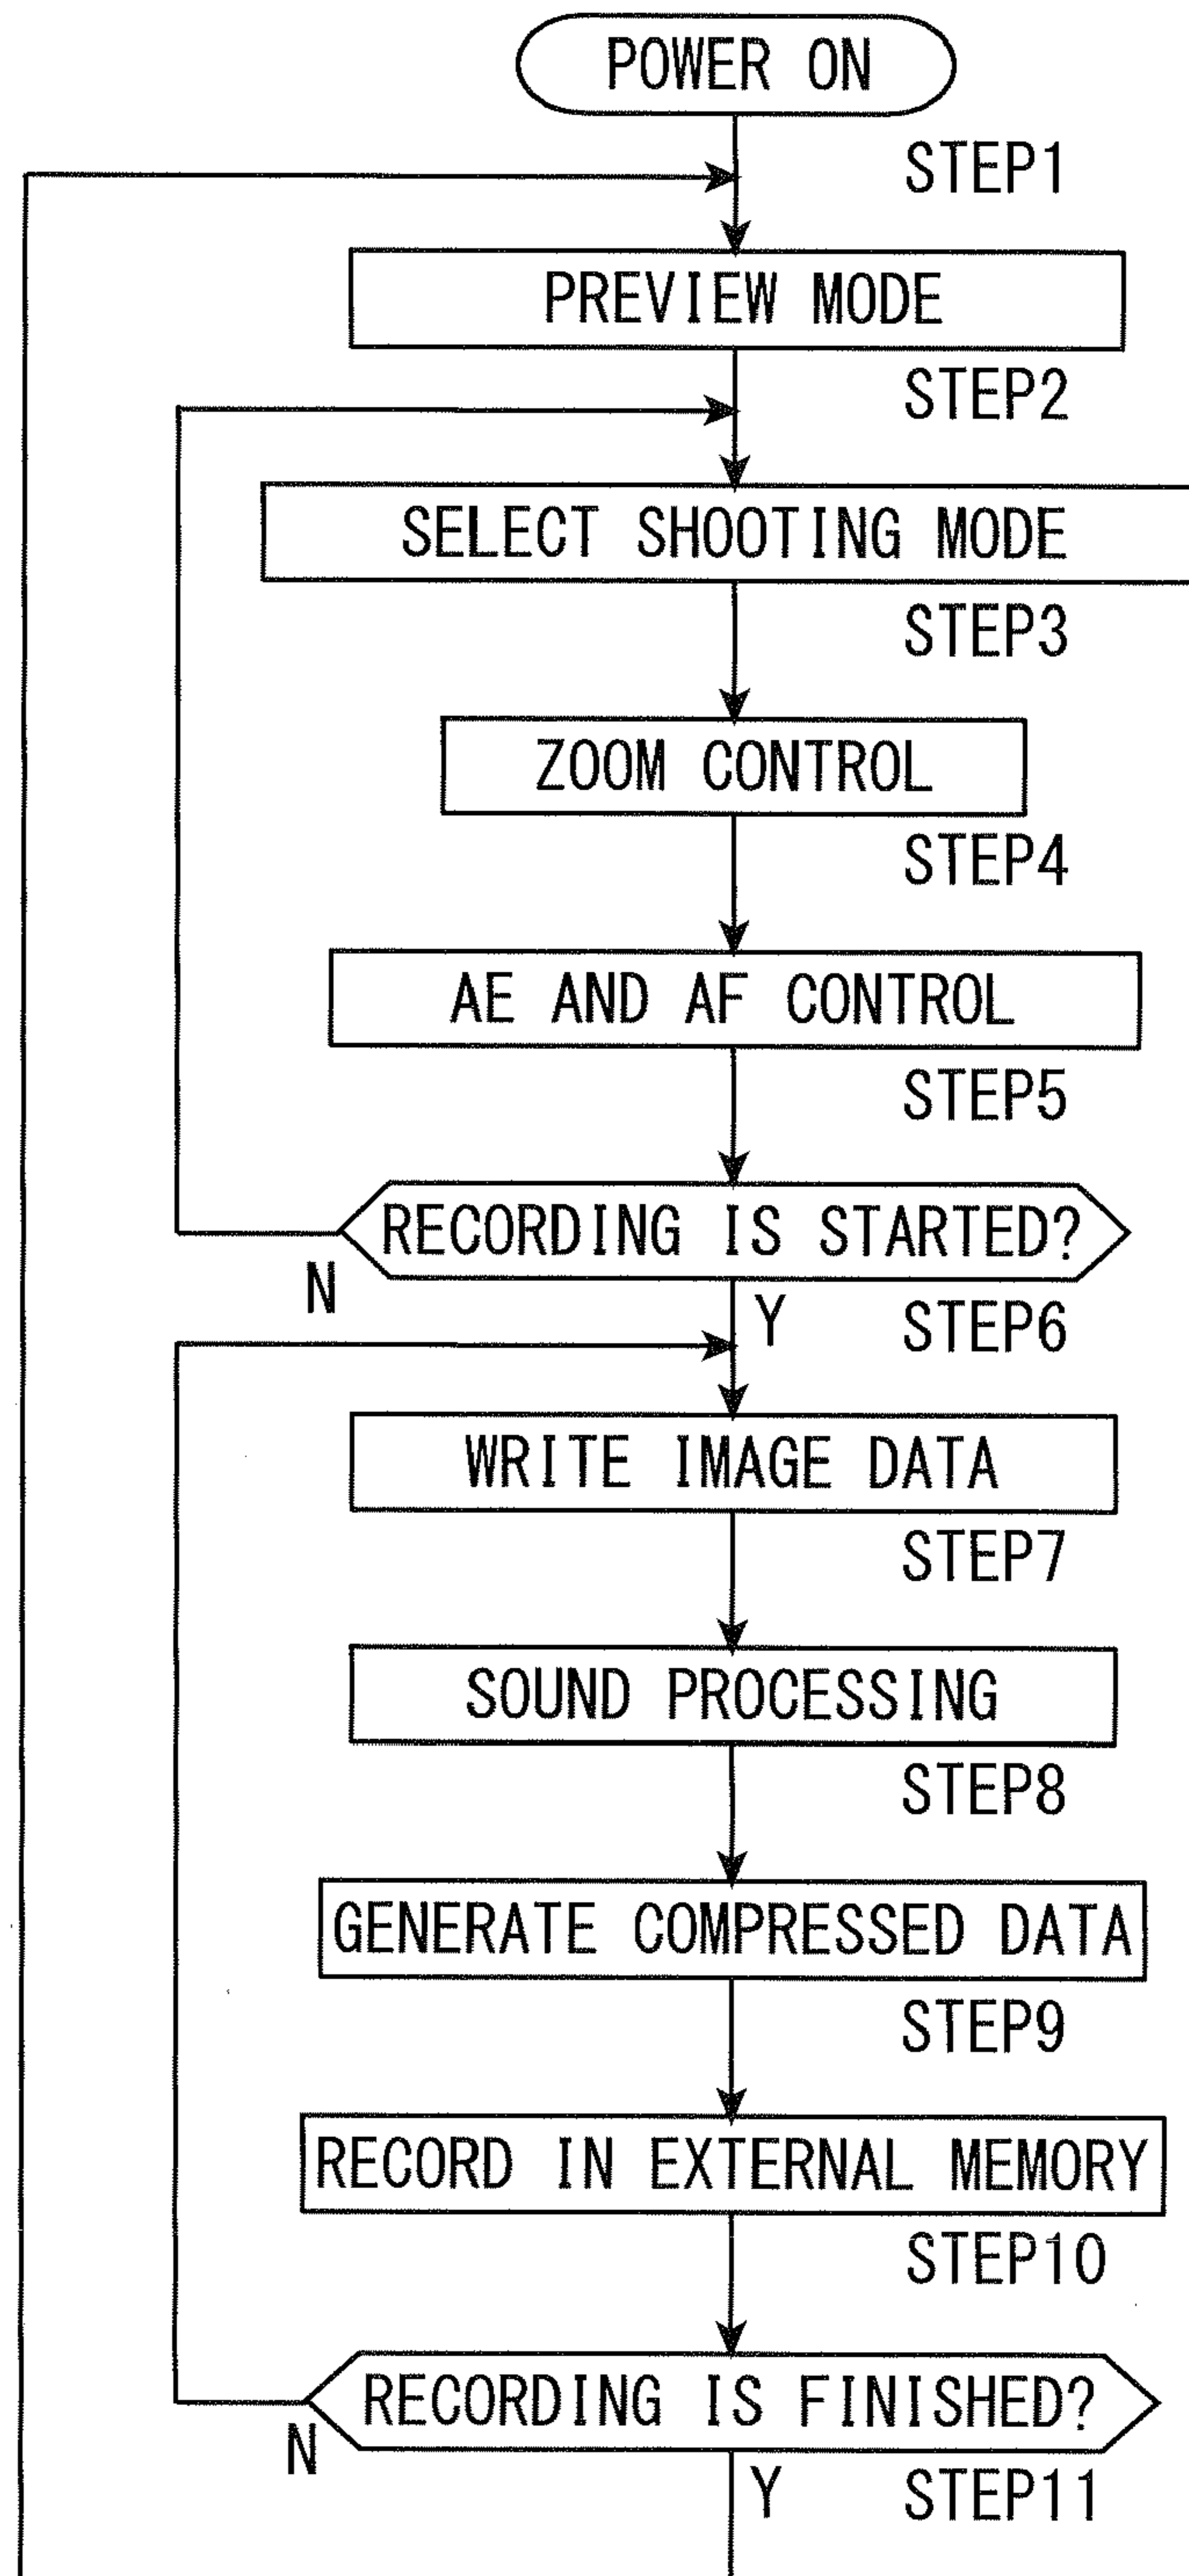 POWER ON
STEP1
PREVIEW MODE
STEP2
SELECT SHOOTING MODE
STEP3
ZOOM CONTROL
STEP4
AE AND AF CONTROL
STEP5
RECORDING IS STARTED?
N
Y
STEP6
WRITE IMAGE DATA
STEP7
SOUND PROCESSING
STEP8
GENERATE COMPRESSED DATA
STEP9
RECORD IN EXTERNAL MEMORY
STEP10
RECORDING IS FINISHED?
N
Y
STEP11